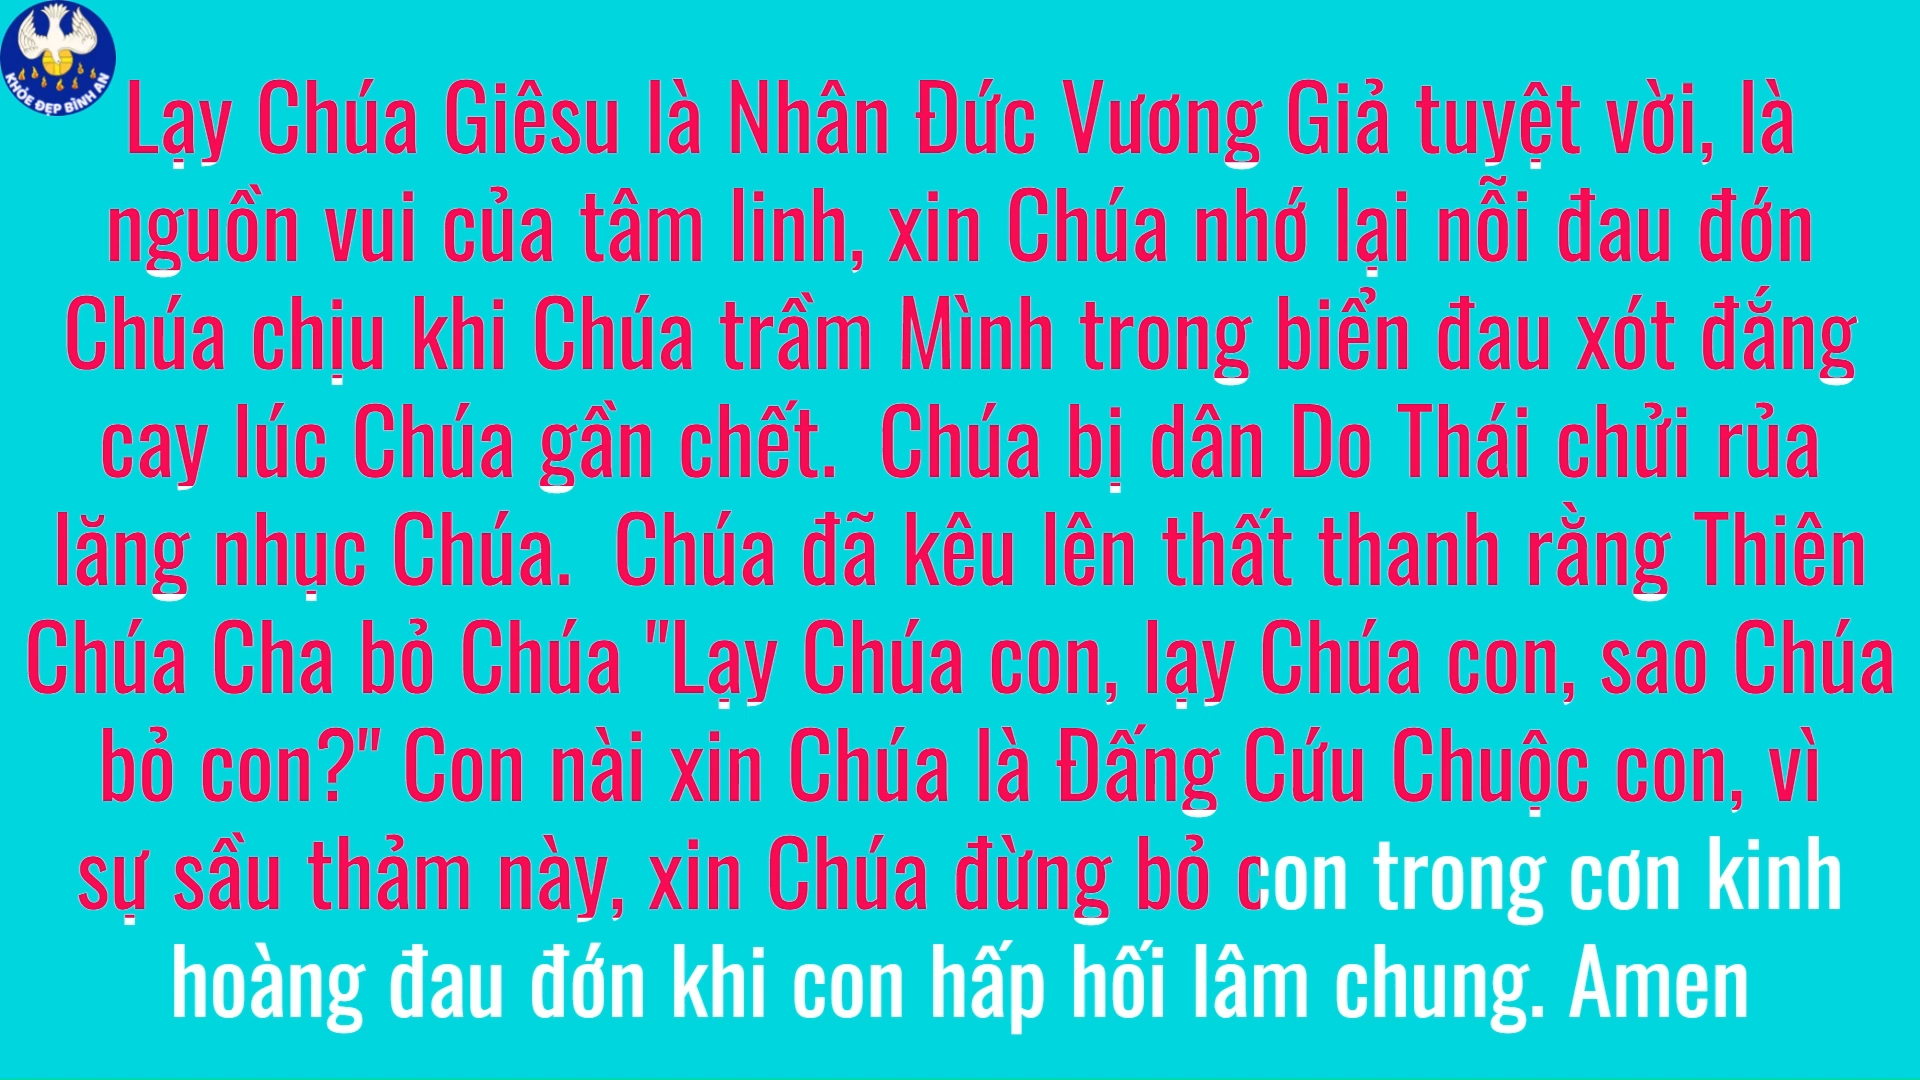 KHỎE ĐẸP BÌNH AN
Lạy Chúa Giêsu là Nhân Đức Vương Giả tuyệt vời, là
nguồn vui của tâm linh, xin Chúa nhớ lại nỗi đau đớn
Chúa chịu khi Chúa trầm Mình trong biển đau xót đắng
cay lúc Chúa gần chết.  Chúa bị dân Do Thái chửi rủa
lăng nhục Chúa.  Chúa đã kêu lên thất thanh rằng Thiên
Chúa Cha bỏ Chúa "Lạy Chúa con, lạy Chúa con, sao Chúa
bỏ con?" Con nài xin Chúa là Đấng Cứu Chuộc con, vì
sự sầu thảm này, xin Chúa đừng bỏ con trong cơn kinh
hoàng đau đớn khi con hấp hối lâm chung. Amen